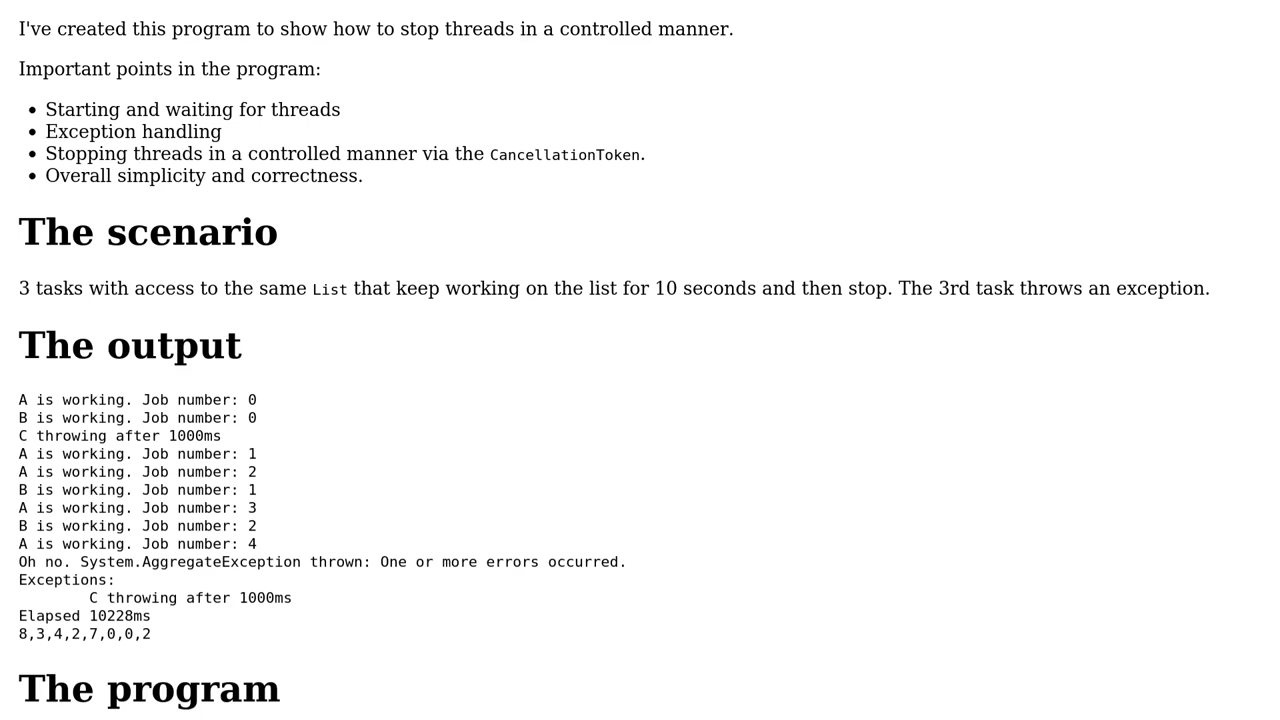 I've created this program to show how to stop threads in a controlled manner.
Important points in the program:
• Starting and waiting for threads
• Exception handling
• Stopping threads in a controlled manner via the CancellationToken.
• Overall simplicity and correctness.
The scenario
3 tasks with access to the same List that keep working on the list for 10 seconds and then stop. The 3rd task throws an exception.
The output
A is working. Job number: 0
B is working. Job number: 0
C throwing after 1000ms
A is working. Job number: 1
A is working. Job number: 2
B is working. Job number: 1
A is working. Job number: 3
B is working. Job number: 2
A is working. Job number: 4
Oh no. System.AggregateException thrown: One or more errors occurred.
Exceptions:
        C throwing after 1000ms
Elapsed 10228ms
8,3,4,2,7,0,0,2
The program